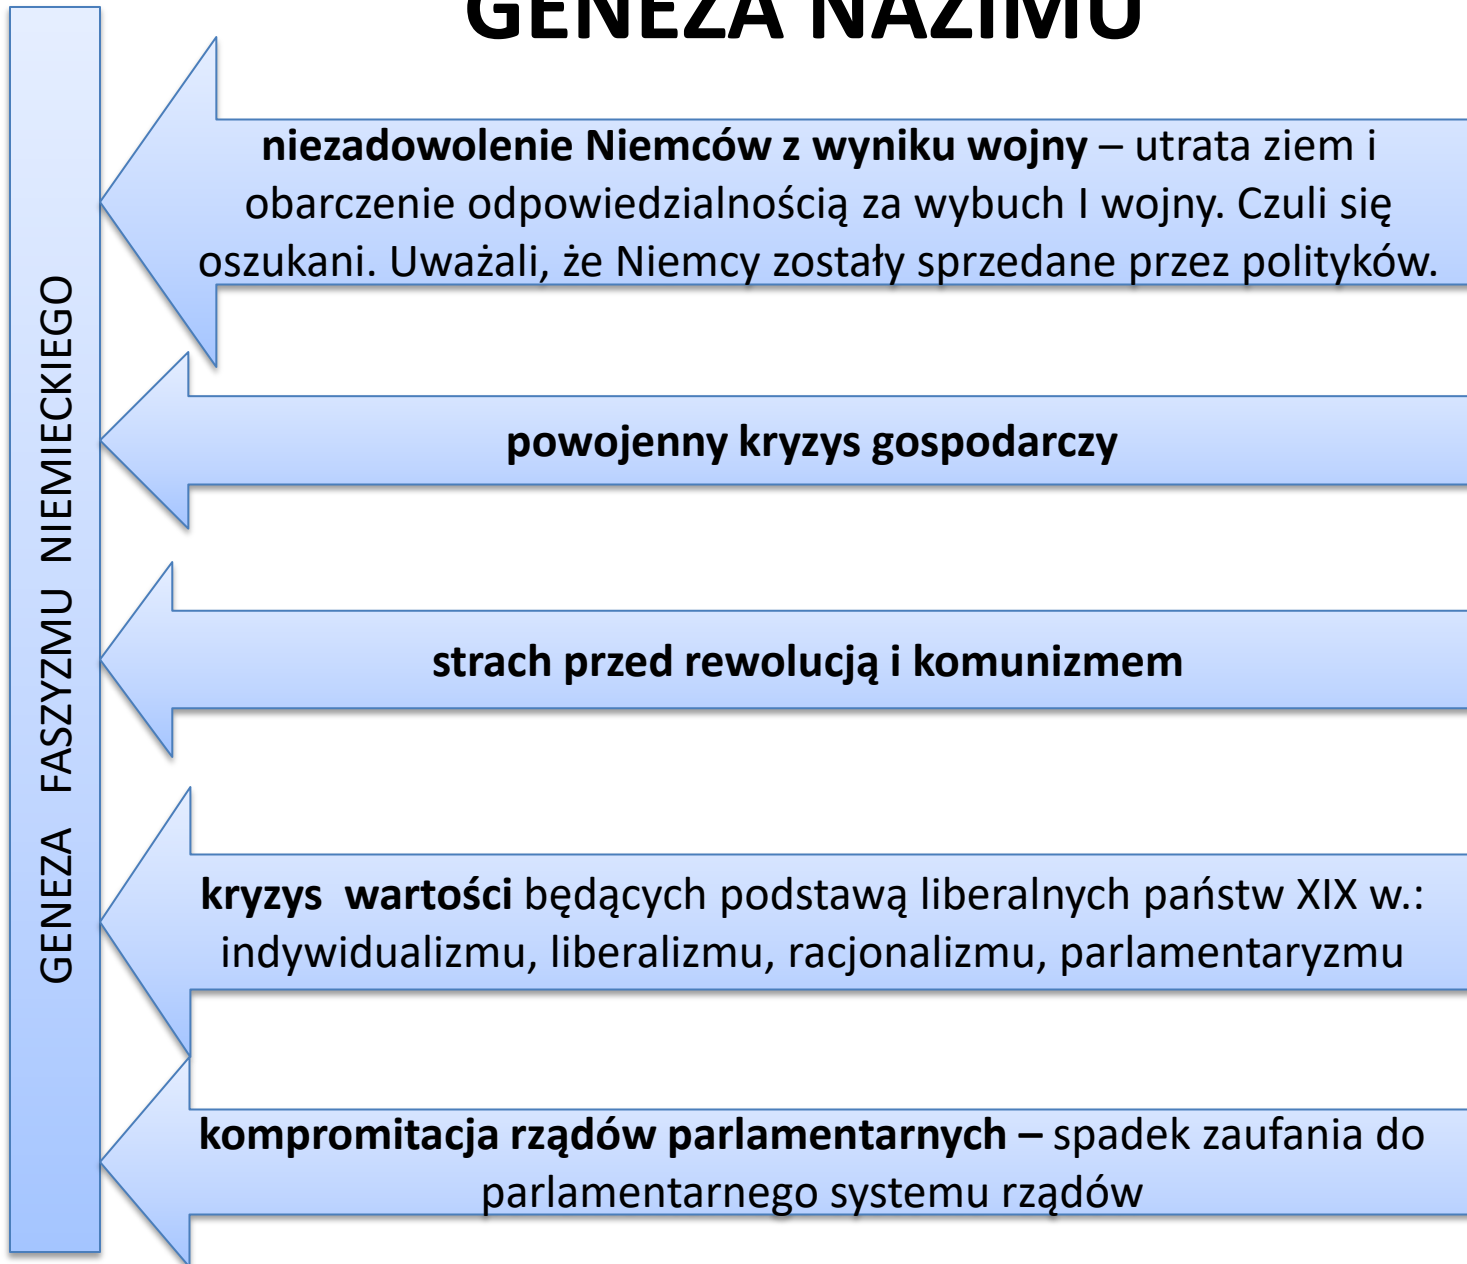 GENEZA NAZIMU
niezadowolenie Niemców z wyniku wojny – utrata ziem i
obarczenie odpowiedzialnością za wybuch I wojny. Czuli się
oszukani. Uważali, że Niemcy zostały sprzedane przez polityków.
powojenny kryzys gospodarczy
strach przed rewolucją i komunizmem
kryzys wartości będących podstawą liberalnych państw XIX w.:
indywidualizmu, liberalizmu, racjonalizmu, parlamentaryzmu
kompromitacja rządów parlamentarnych – spadek zaufania do
parlamentarnego systemu rządów
GENEZA FASZYZMU NIEMIECKIEGO